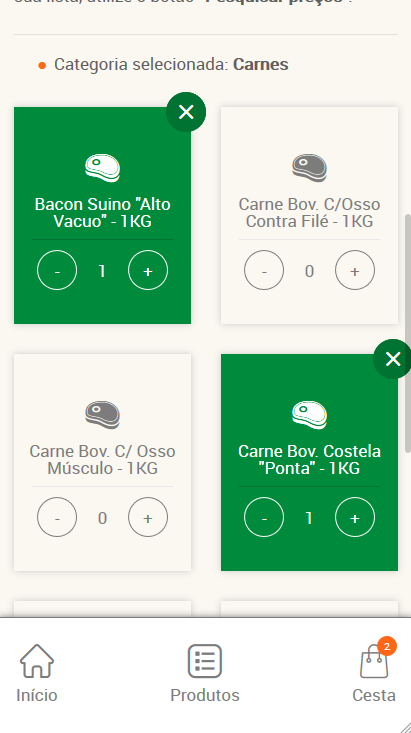 sua lista, utilize o botão "Pesquisar preços".
Categoria selecionada: Carnes
Bacon Suino "Alto
Vacuo" - 1KG
- 1 +
Carne Bov. C/Osso
Contra Filé - 1KG
- 0 +
Carne Bov. C/ Osso
Músculo - 1KG
- 0 +
Carne Bov. Costela
"Ponta" - 1KG
- 1 +
2
Início
Produtos
Cesta